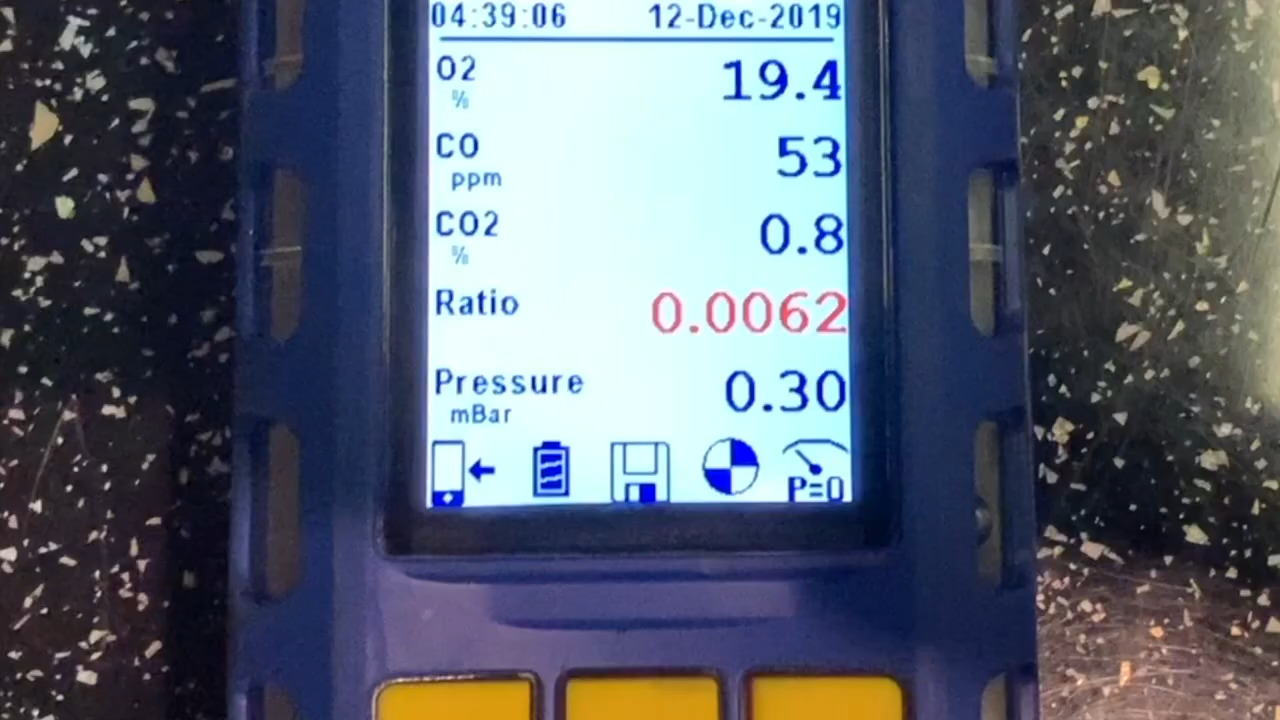 04:39:06 12-Dec-2019
O2 19.4
%
CO 53
ppm
CO2 0.8
%
Ratio 0.0062
Pressure 0.30
mBar
P=0